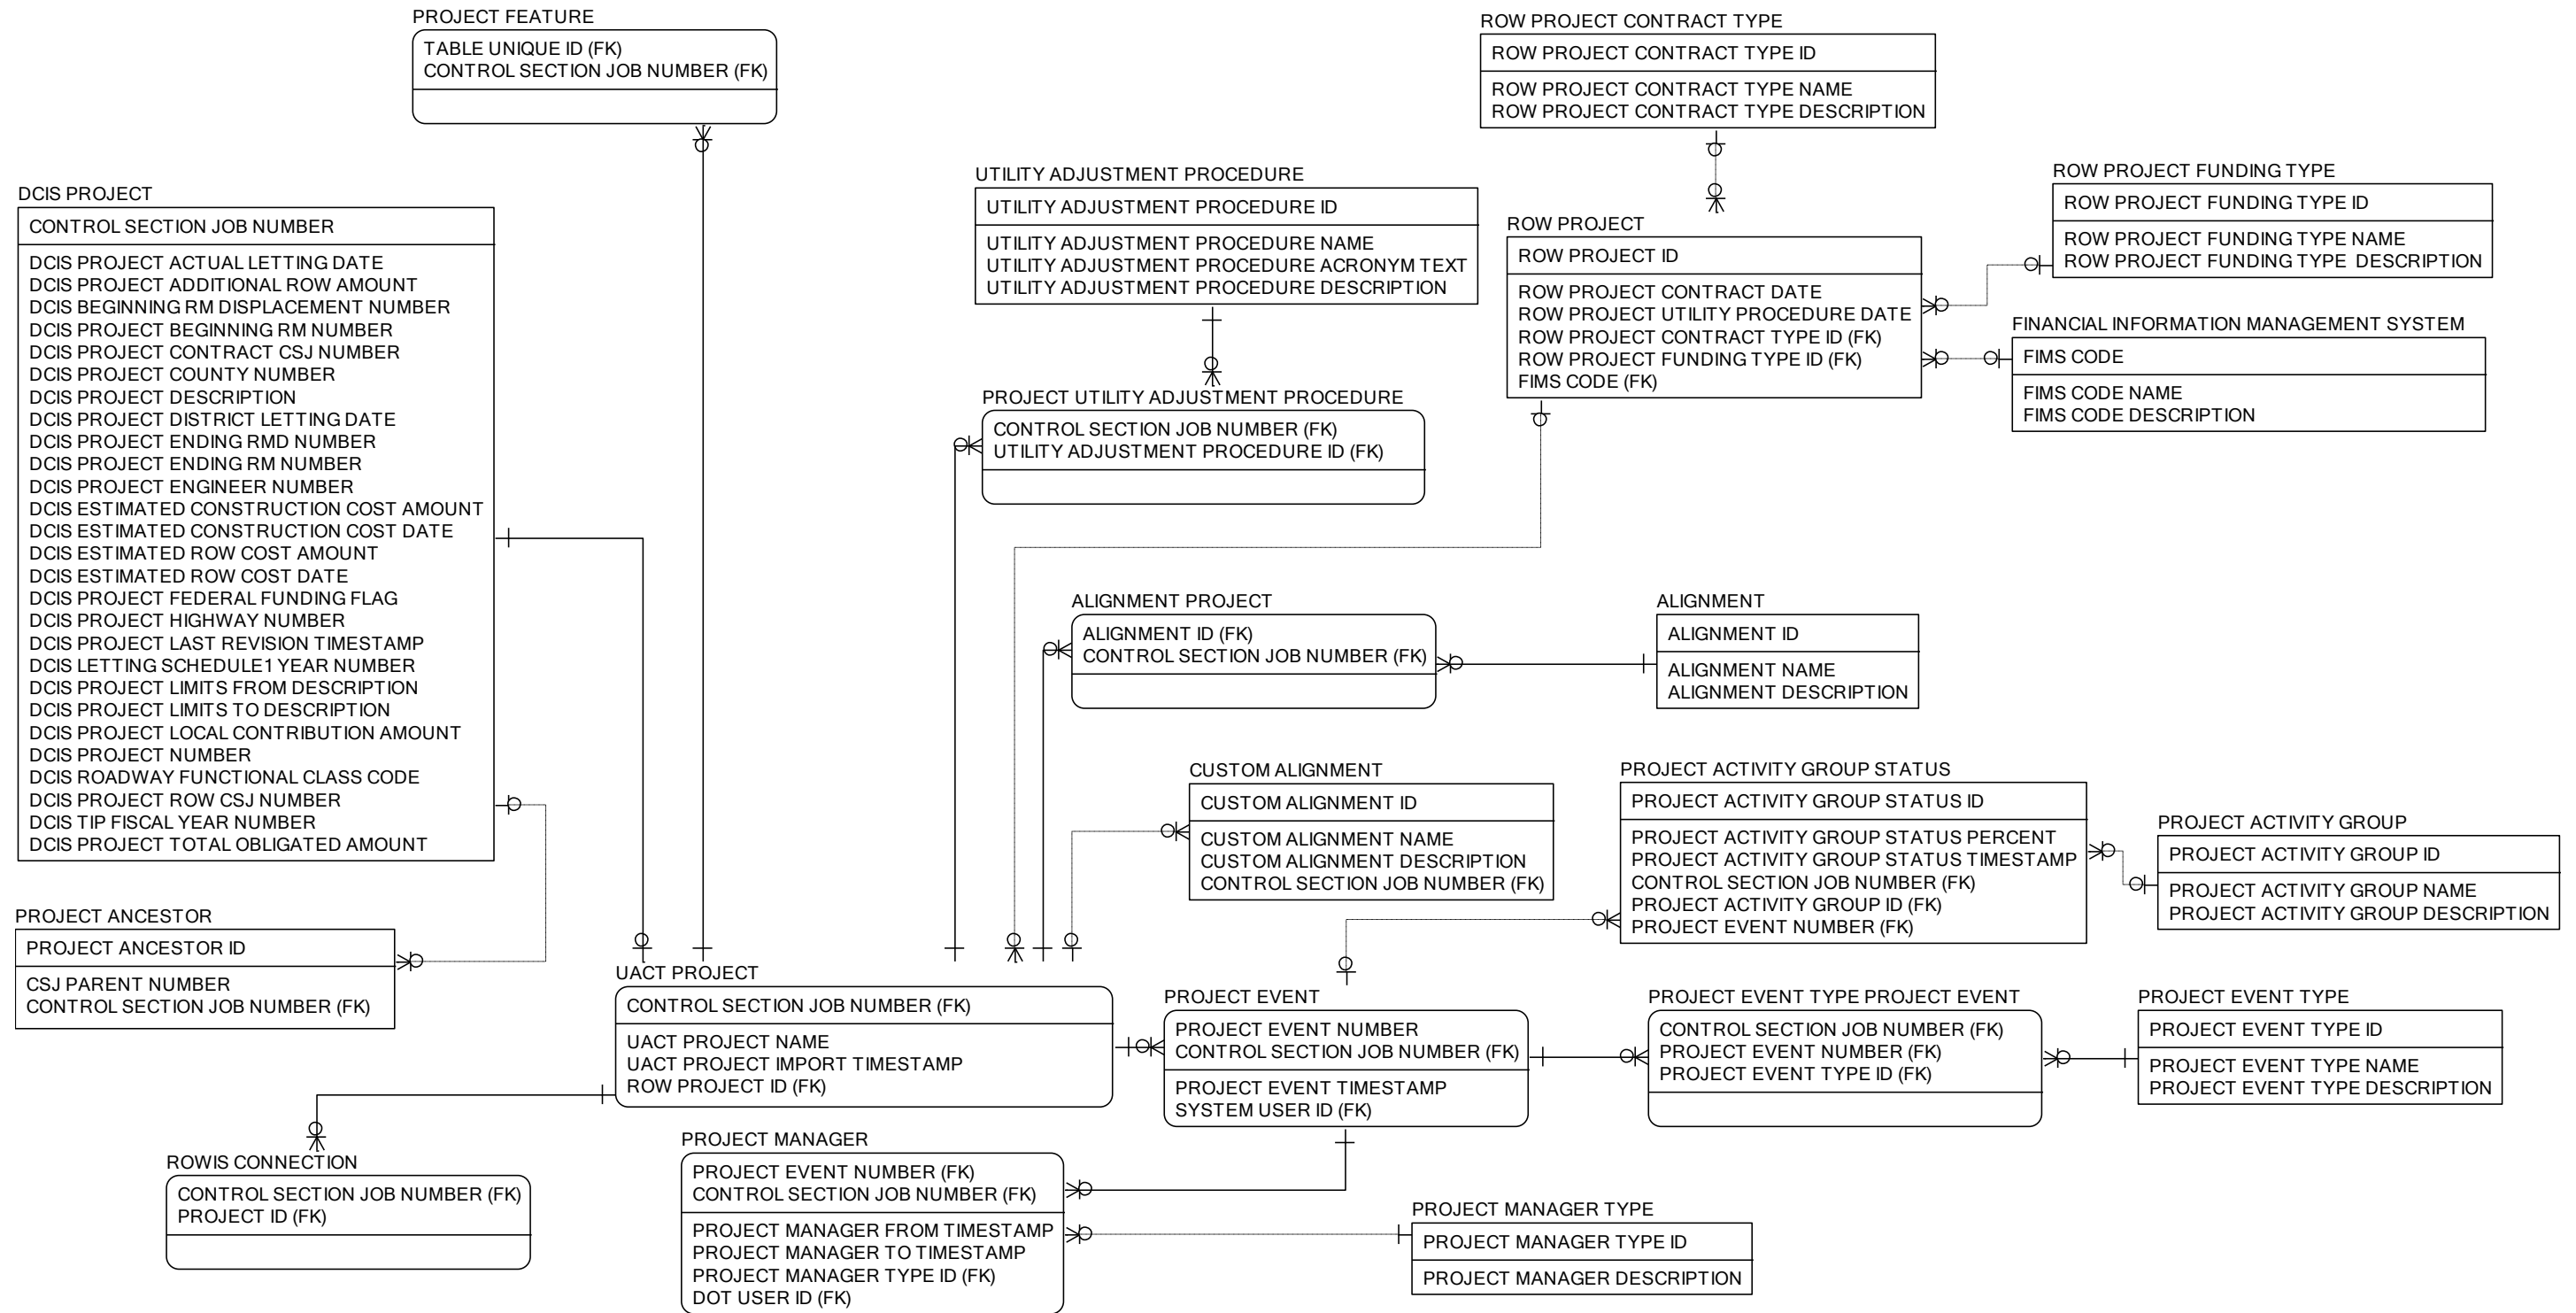 PROJECT FEATURE
TABLE UNIQUE ID (FK)
CONTROL SECTION JOB NUMBER (FK)
ROW PROJECT CONTRACT TYPE
ROW PROJECT CONTRACT TYPE ID
ROW PROJECT CONTRACT TYPE NAME
ROW PROJECT CONTRACT TYPE DESCRIPTION
UTILITY ADJUSTMENT PROCEDURE
UTILITY ADJUSTMENT PROCEDURE ID
UTILITY ADJUSTMENT PROCEDURE NAME
UTILITY ADJUSTMENT PROCEDURE ACRONYM TEXT
UTILITY ADJUSTMENT PROCEDURE DESCRIPTION
ROW PROJECT FUNDING TYPE
ROW PROJECT FUNDING TYPE ID
ROW PROJECT FUNDING TYPE NAME
ROW PROJECT FUNDING TYPE DESCRIPTION
DCIS PROJECT
CONTROL SECTION JOB NUMBER
DCIS PROJECT ACTUAL LETTING DATE
DCIS PROJECT ADDITIONAL ROW AMOUNT
DCIS BEGINNING RM DISPLACEMENT NUMBER
DCIS PROJECT BEGINNING RM NUMBER
DCIS PROJECT CONTRACT CSJ NUMBER
DCIS PROJECT COUNTY NUMBER
DCIS PROJECT DESCRIPTION
DCIS PROJECT DISTRICT LETTING DATE
DCIS PROJECT ENDING RMD NUMBER
DCIS PROJECT ENDING RM NUMBER
DCIS PROJECT ENGINEER NUMBER
DCIS ESTIMATED CONSTRUCTION COST AMOUNT
DCIS ESTIMATED CONSTRUCTION COST DATE
DCIS ESTIMATED ROW COST AMOUNT
DCIS ESTIMATED ROW COST DATE
DCIS PROJECT FEDERAL FUNDING FLAG
DCIS PROJECT HIGHWAY NUMBER
DCIS PROJECT LAST REVISION TIMESTAMP
DCIS LETTING SCHEDULE1 YEAR NUMBER
DCIS PROJECT LIMITS FROM DESCRIPTION
DCIS PROJECT LIMITS TO DESCRIPTION
DCIS PROJECT LOCAL CONTRIBUTION AMOUNT
DCIS PROJECT NUMBER
DCIS ROADWAY FUNCTIONAL CLASS CODE
DCIS PROJECT ROW CSJ NUMBER
DCIS TIP FISCAL YEAR NUMBER
DCIS PROJECT TOTAL OBLIGATED AMOUNT
ROW PROJECT
ROW PROJECT ID
ROW PROJECT CONTRACT DATE
ROW PROJECT UTILITY PROCEDURE DATE
ROW PROJECT CONTRACT TYPE ID (FK)
ROW PROJECT FUNDING TYPE ID (FK)
FIMS CODE (FK)
FINANCIAL INFORMATION MANAGEMENT SYSTEM
FIMS CODE
FIMS CODE NAME
FIMS CODE DESCRIPTION
PROJECT UTILITY ADJUSTMENT PROCEDURE
CONTROL SECTION JOB NUMBER (FK)
UTILITY ADJUSTMENT PROCEDURE ID (FK)
ALIGNMENT PROJECT
ALIGNMENT ID (FK)
CONTROL SECTION JOB NUMBER (FK)
ALIGNMENT
ALIGNMENT ID
ALIGNMENT NAME
ALIGNMENT DESCRIPTION
CUSTOM ALIGNMENT
CUSTOM ALIGNMENT ID
CUSTOM ALIGNMENT NAME
CUSTOM ALIGNMENT DESCRIPTION
CONTROL SECTION JOB NUMBER (FK)
PROJECT ACTIVITY GROUP STATUS
PROJECT ACTIVITY GROUP STATUS ID
PROJECT ACTIVITY GROUP STATUS PERCENT
PROJECT ACTIVITY GROUP STATUS TIMESTAMP
CONTROL SECTION JOB NUMBER (FK)
PROJECT ACTIVITY GROUP ID (FK)
PROJECT EVENT NUMBER (FK)
PROJECT ACTIVITY GROUP
PROJECT ACTIVITY GROUP ID
PROJECT ACTIVITY GROUP NAME
PROJECT ACTIVITY GROUP DESCRIPTION
PROJECT ANCESTOR
PROJECT ANCESTOR ID
CSJ PARENT NUMBER
CONTROL SECTION JOB NUMBER (FK)
UACT PROJECT
CONTROL SECTION JOB NUMBER (FK)
UACT PROJECT NAME
UACT PROJECT IMPORT TIMESTAMP
ROW PROJECT ID (FK)
PROJECT EVENT
PROJECT EVENT NUMBER
CONTROL SECTION JOB NUMBER (FK)
PROJECT EVENT TIMESTAMP
SYSTEM USER ID (FK)
PROJECT EVENT TYPE PROJECT EVENT
CONTROL SECTION JOB NUMBER (FK)
PROJECT EVENT NUMBER (FK)
PROJECT EVENT TYPE ID (FK)
PROJECT EVENT TYPE
PROJECT EVENT TYPE ID
PROJECT EVENT TYPE NAME
PROJECT EVENT TYPE DESCRIPTION
ROWIS CONNECTION
CONTROL SECTION JOB NUMBER (FK)
PROJECT ID (FK)
PROJECT MANAGER
PROJECT EVENT NUMBER (FK)
CONTROL SECTION JOB NUMBER (FK)
PROJECT MANAGER FROM TIMESTAMP
PROJECT MANAGER TO TIMESTAMP
PROJECT MANAGER TYPE ID (FK)
DOT USER ID (FK)
PROJECT MANAGER TYPE
PROJECT MANAGER TYPE ID
PROJECT MANAGER DESCRIPTION